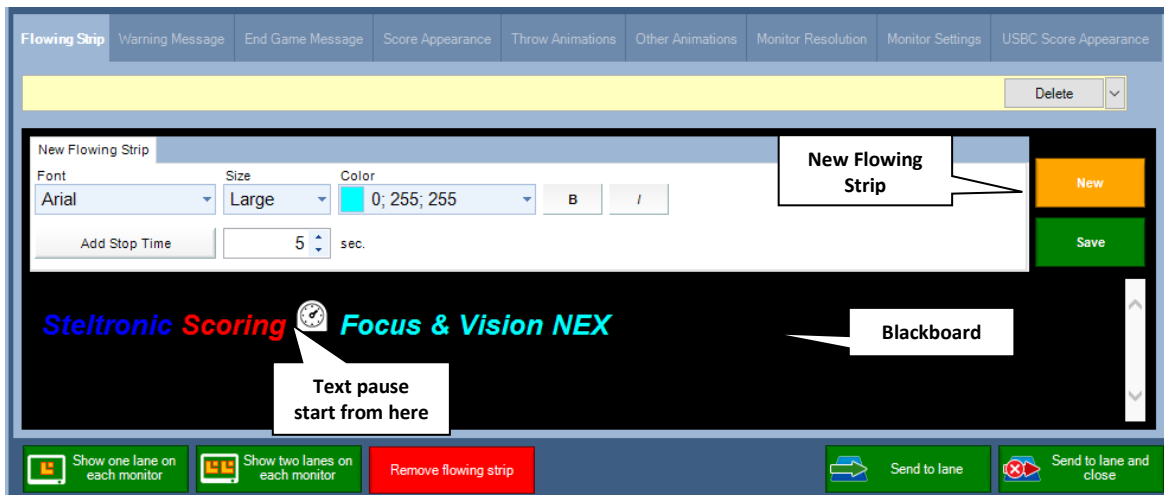 Flowing Strip Warning Message End Game Message Score Appearance Throw Animations Other Animations Monitor Resolution Monitor Settings USBC Score Appearance
Delete
New Flowing Strip
Font Size Color
Arial Large 0; 255; 255 B I
Add Stop Time 5 sec.
New Flowing
Strip
New
Save
Steltronic Scoring Focus & Vision NEX
Blackboard
Text pause
start from here
Show one lane on
each monitor
Show two lanes on
each monitor
Remove flowing strip
Send to lane
Send to lane and
close